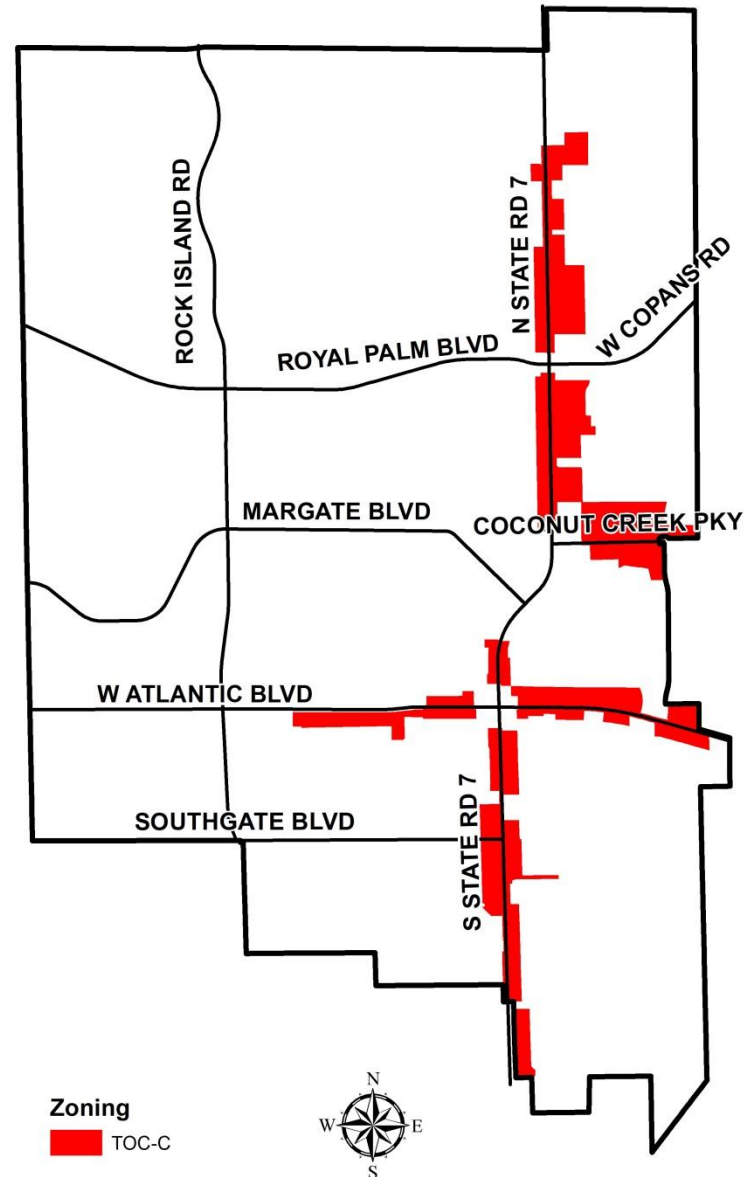 ROCK ISLAND RD
N STATE RD 7
W COPANS RD
ROYAL PALM BLVD
MARGATE BLVD
COCONUT CREEK PKY
W ATLANTIC BLVD
SOUTHGATE BLVD
S STATE RD 7
Zoning
TOC-C
N
W E
S